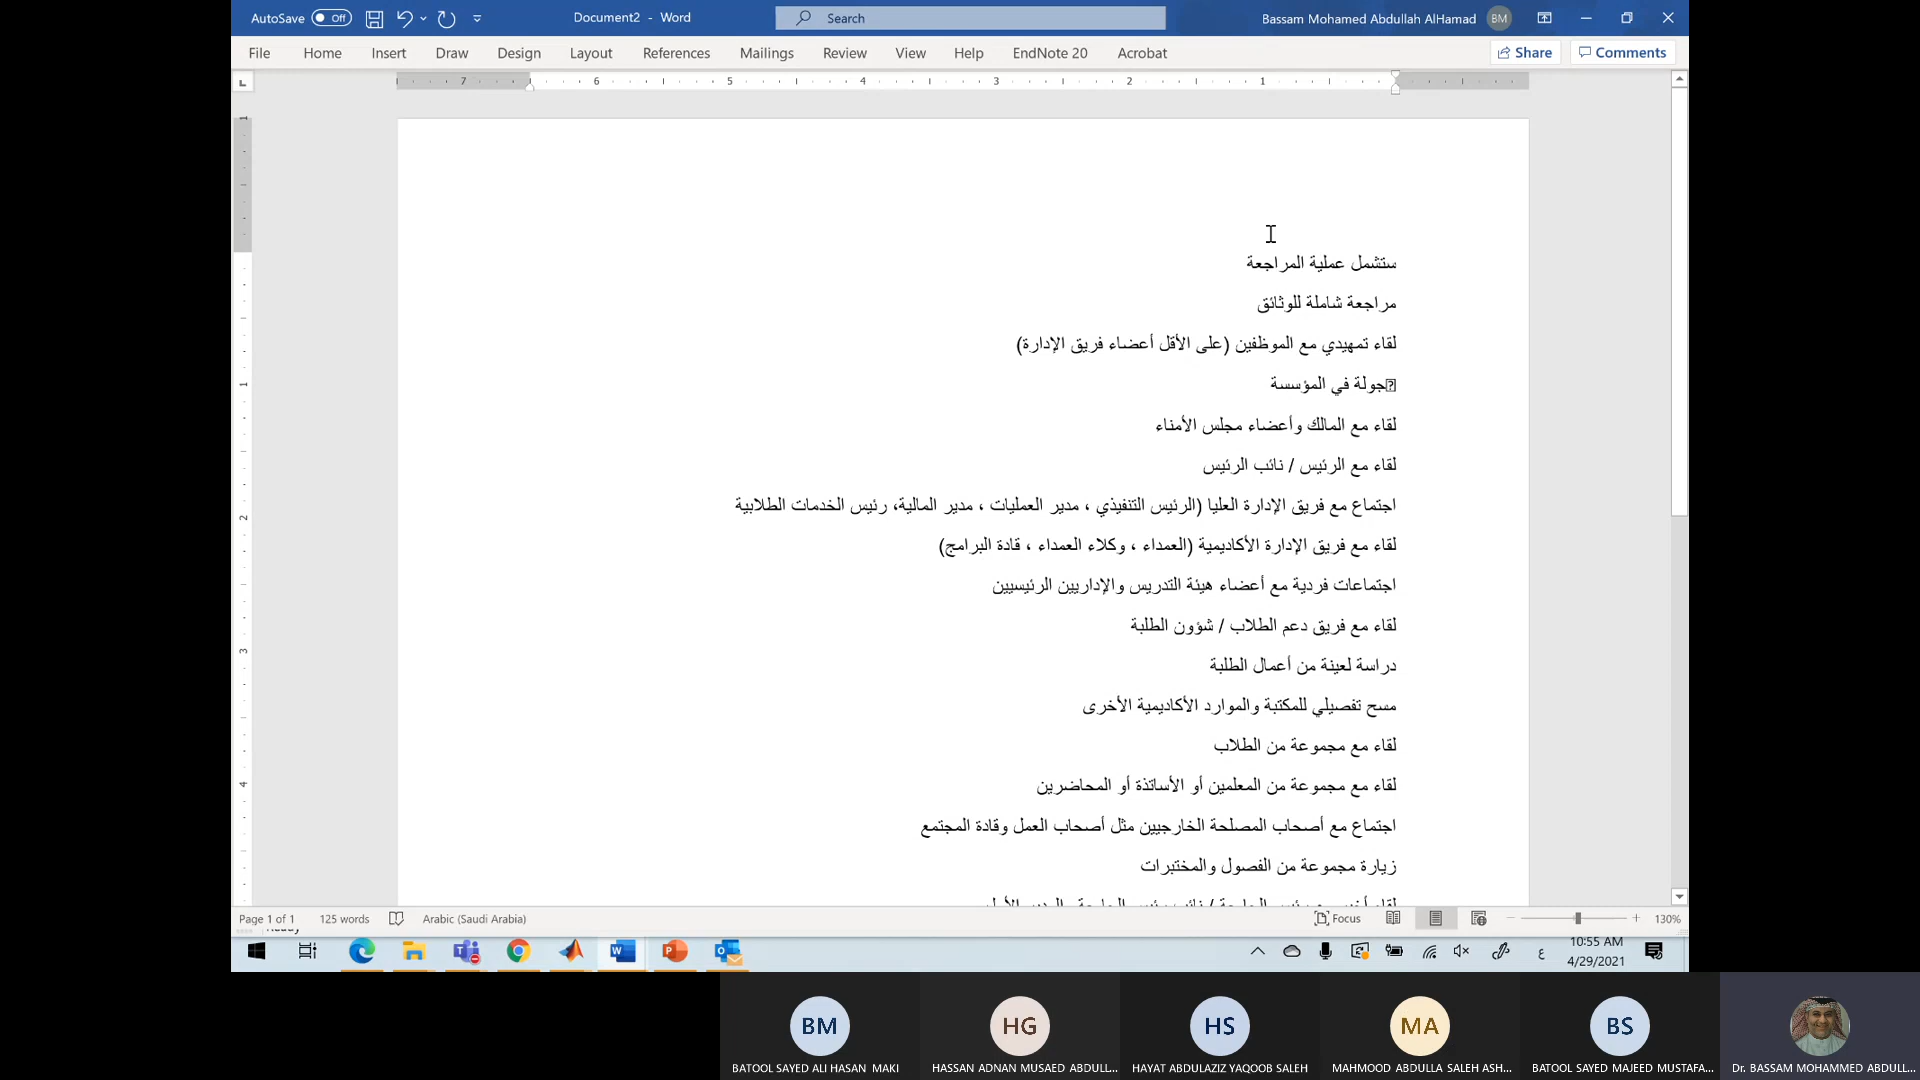 AutoSave Off Document2 - Word Search Bassam Mohamed Abdullah AlHamad BM
File Home Insert Draw Design Layout References Mailings Review View Help EndNote 20 Acrobat Share Comments
7 6 5 4 3 2 1
ستشمل عملية المراجعة
مراجعة شاملة للوثائق
لقاء تمهيدي مع الموظفين (على الأقل أعضاء فريق الإدارة)
جولة في المؤسسة
لقاء مع المالك وأعضاء مجلس الأمناء
لقاء مع الرئيس / نائب الرئيس
اجتماع مع فريق الإدارة العليا (الرئيس التنفيذي ، مدير العمليات ، مدير المالية، رئيس الخدمات الطلابية
لقاء مع فريق الإدارة الأكاديمية (العمداء ، وكلاء العمداء ، قادة البرامج)
اجتماعات فردية مع أعضاء هيئة التدريس والإداريين الرئيسيين
لقاء مع فريق دعم الطلاب / شؤون الطلبة
دراسة لعينة من أعمال الطلبة
مسح تفصيلي للمكتبة والموارد الأكاديمية الأخرى
لقاء مع مجموعة من الطلاب
لقاء مع مجموعة من المعلمين أو الأساتذة أو المحاضرين
اجتماع مع أصحاب المصلحة الخارجيين مثل أصحاب العمل وقادة المجتمع
زيارة مجموعة من الفصول والمختبرات
Page 1 of 1 125 words Arabic (Saudi Arabia) Focus 130%
10:55 AM
ع
4/29/2021
BM HG HS MA BS
BATOOL SAYED ALI HASAN MAKI HASSAN ADNAN MUSAED ABDULL... HAYAT ABDULAZIZ YAQOOB SALEH MAHMOOD ABDULLA SALEH ASH... BATOOL SAYED MAJEED MUSTAFA... Dr. BASSAM MOHAMMED ABDULL...